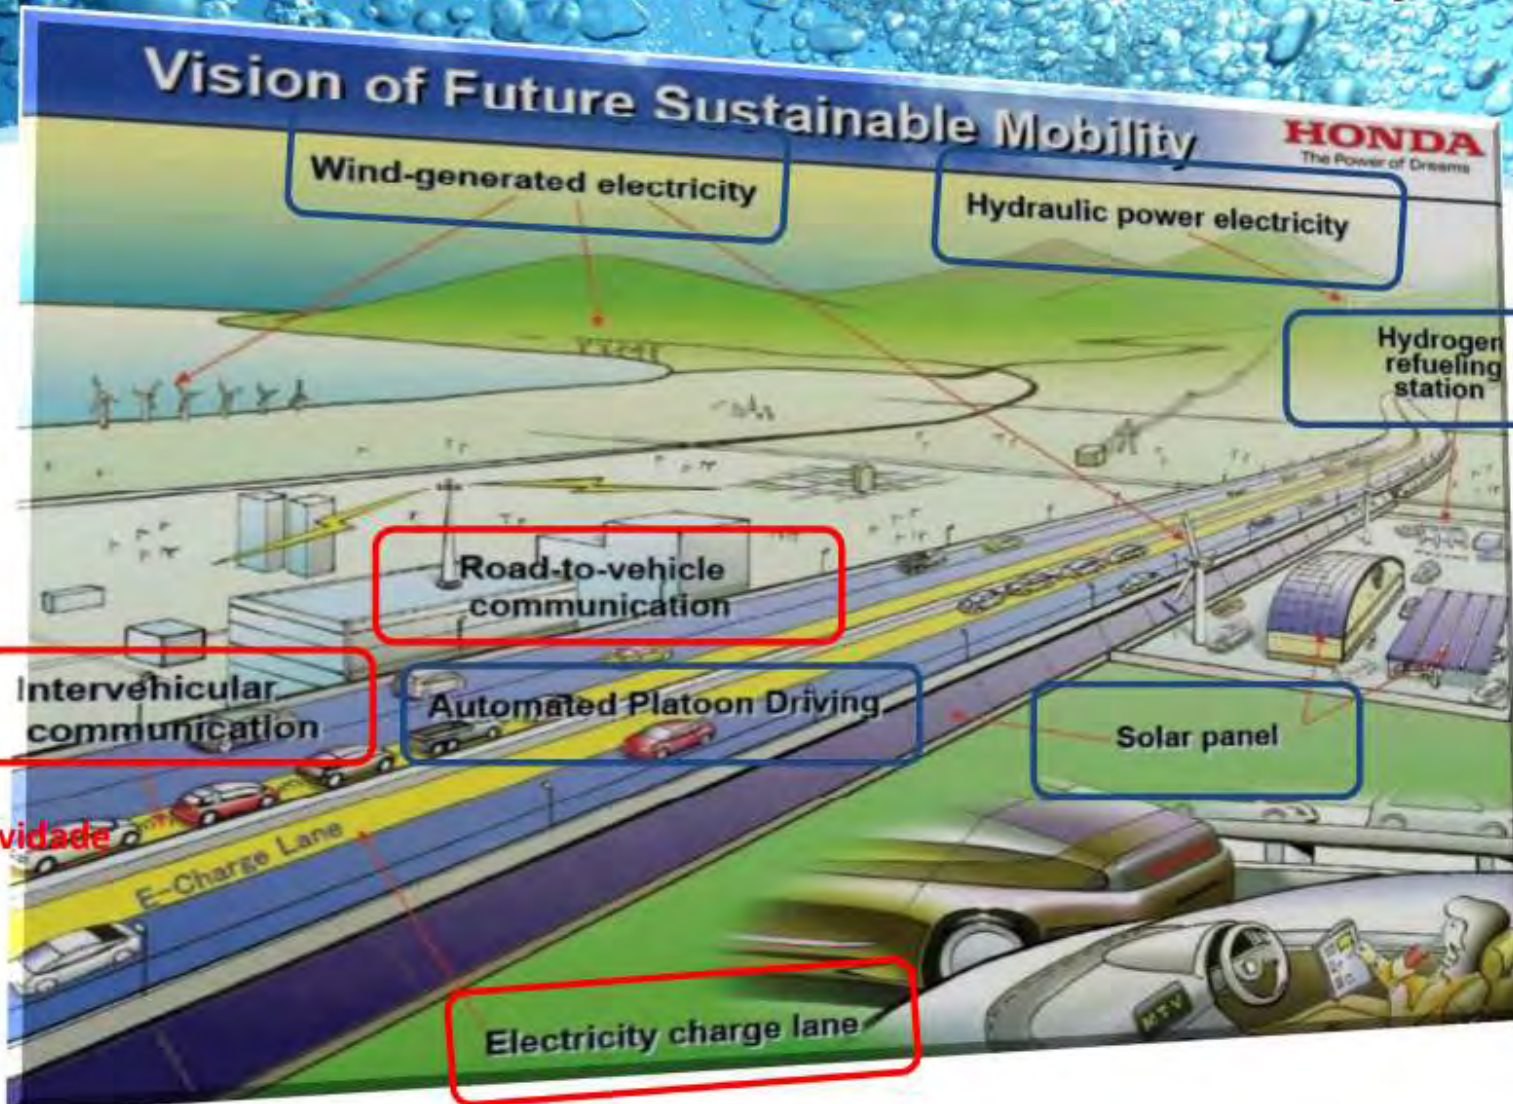 Vision of Future Sustainable Mobility
HONDA
The Power of Dreams
Wind-generated electricity
Hydraulic power electricity
Hydrogen
refueling
station
Road-to-vehicle
communication
Intervehicular
communication
Automated Platoon Driving
Solar panel
vidade
E-Charge Lane
Electricity charge lane